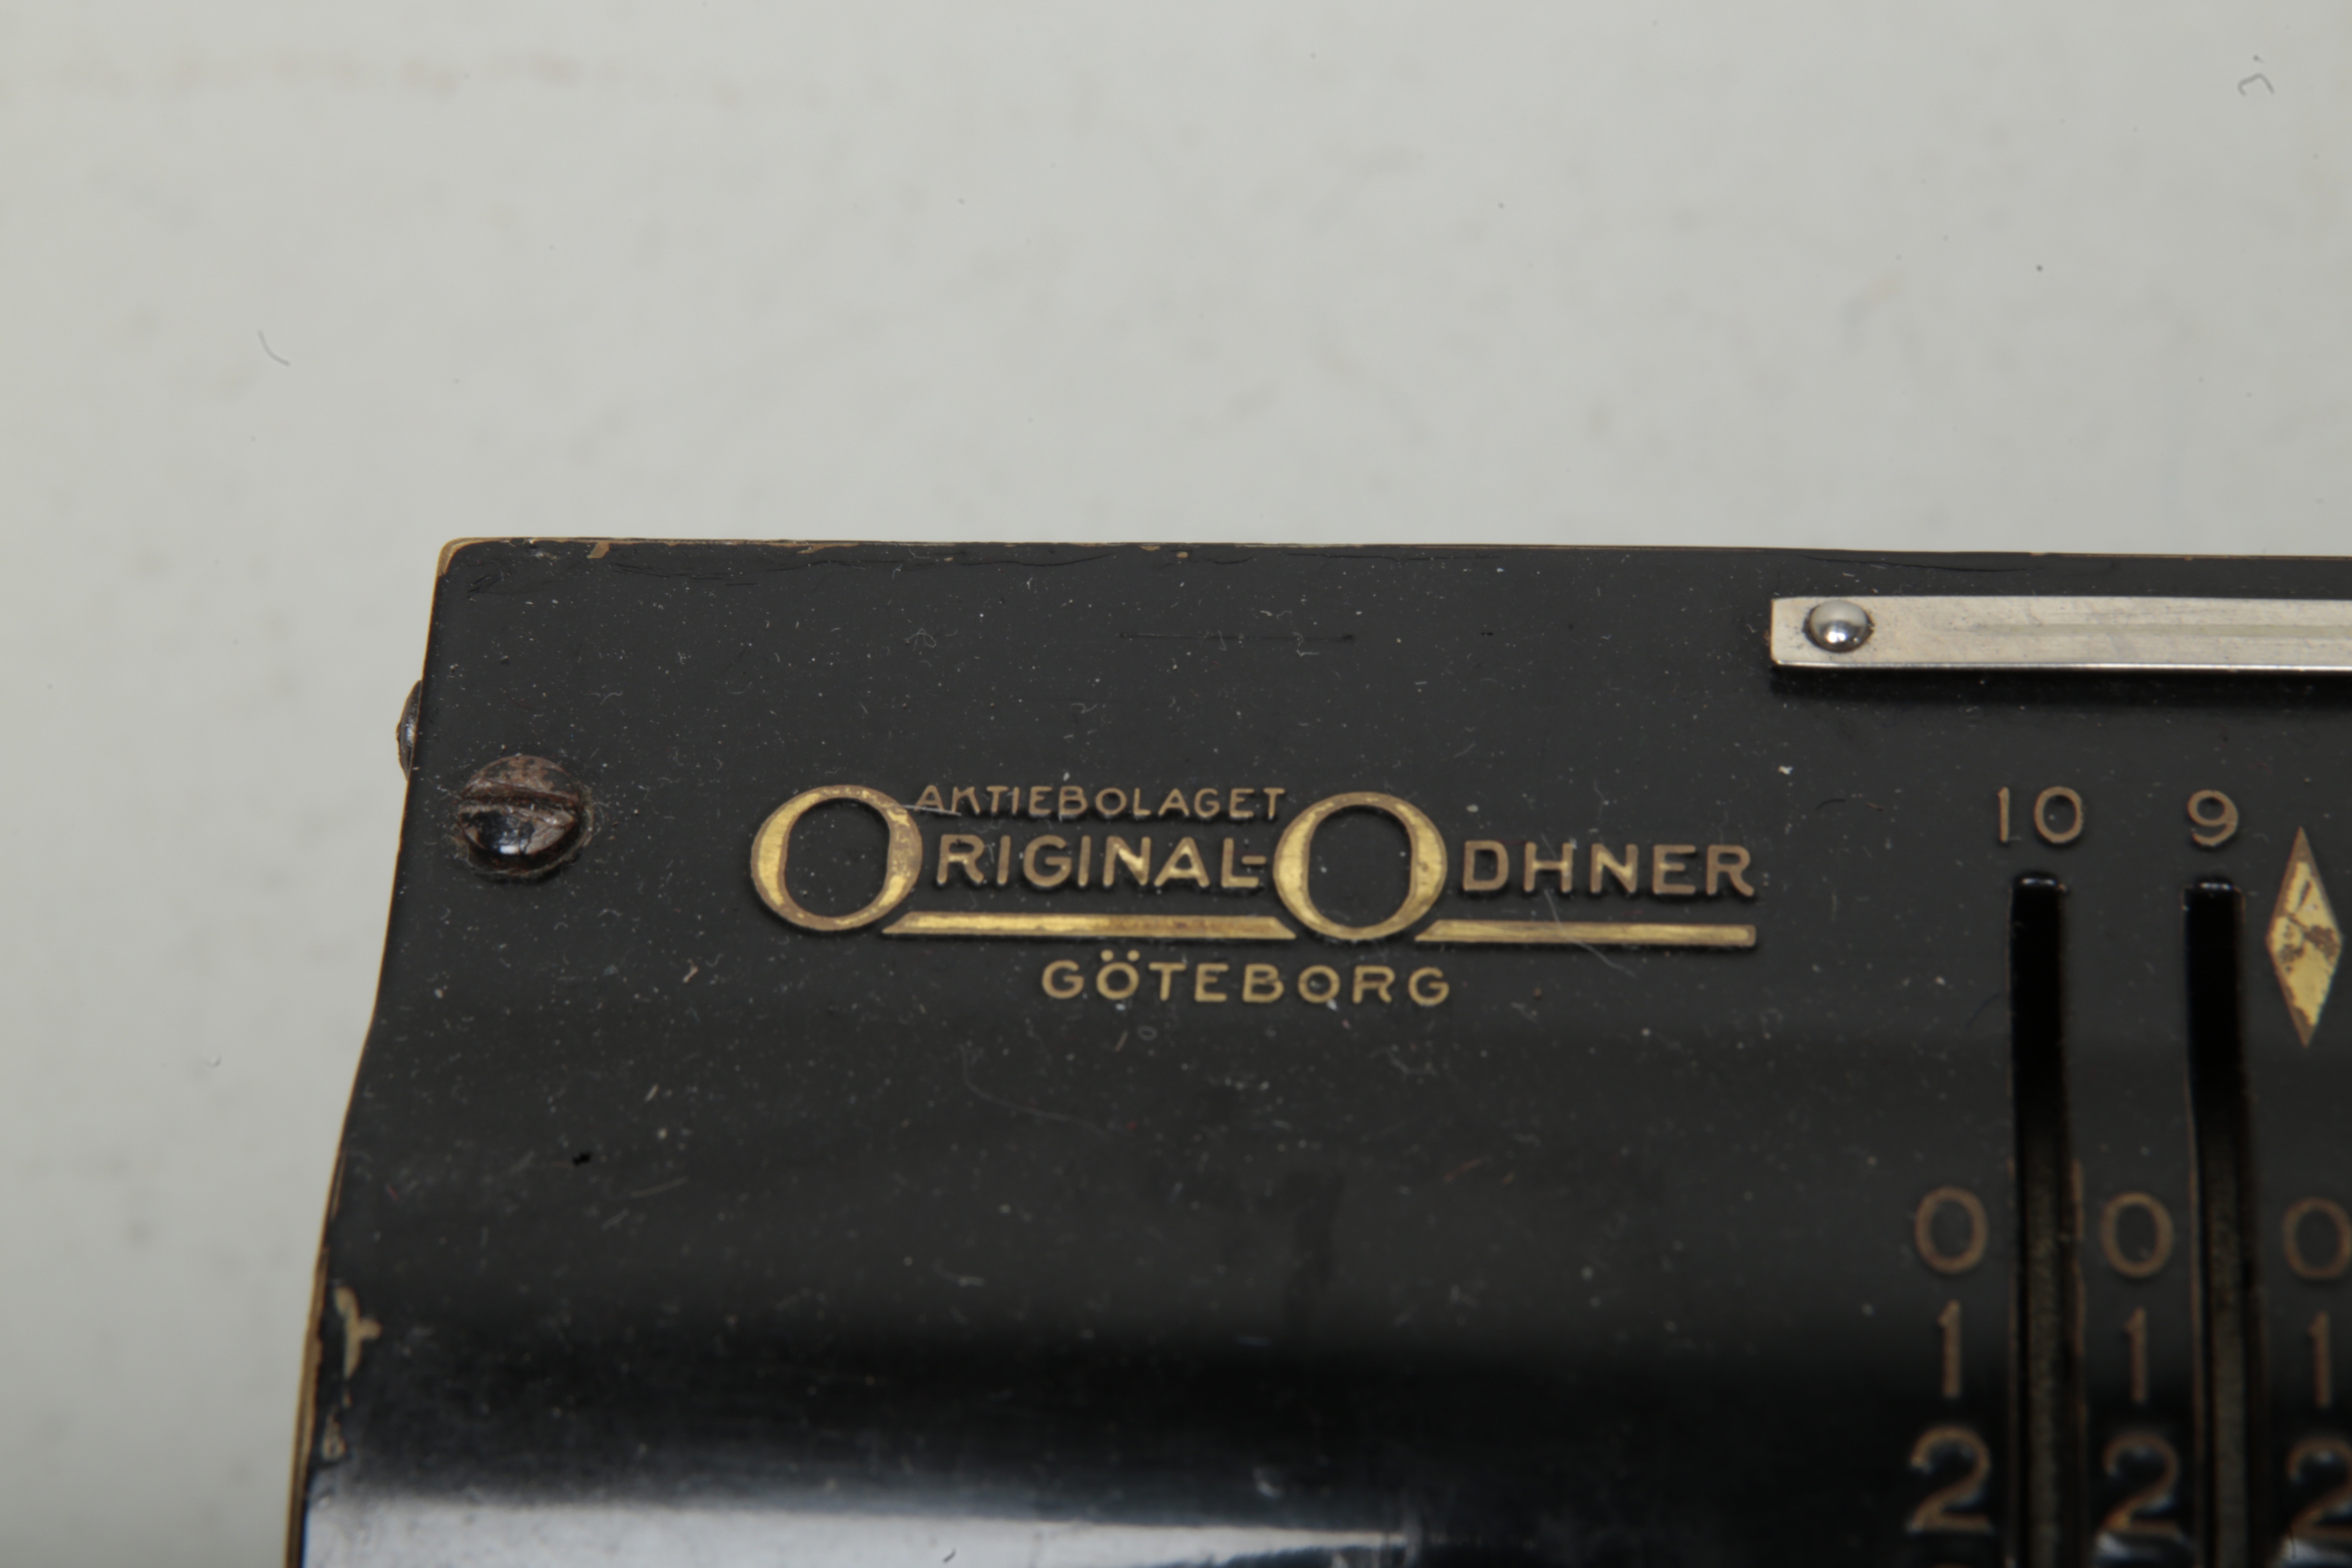 AKTIEBOLAGET
ORIGINAL-ODHNER
GÖTEBORG
10 9
0 0 0
1 1 1
2 2 2